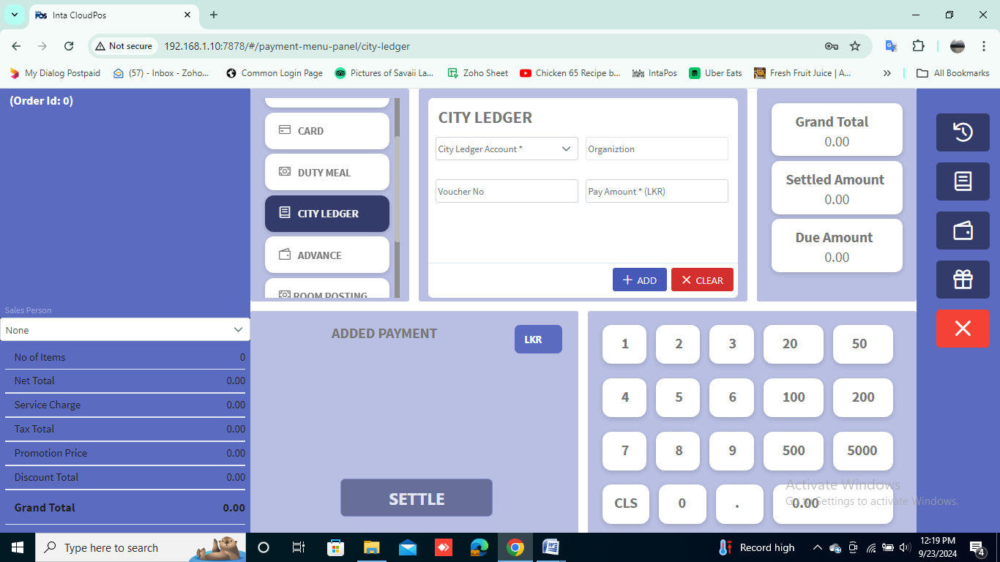 Inta CloudPos
Not secure
192.168.1.10:7878/#/payment-menu-panel/city-ledger
My Dialog Postpaid
(57) - Inbox - Zoho...
Common Login Page
Pictures of Savaii La...
Zoho Sheet
Chicken 65 Recipe b...
IntaPos
Uber Eats
Fresh Fruit Juice | A...
All Bookmarks
(Order Id: 0)
Sales Person
None
No of Items 0
Net Total 0.00
Service Charge 0.00
Tax Total 0.00
Promotion Price 0.00
Discount Total 0.00
Grand Total 0.00
CARD
DUTY MEAL
CITY LEDGER
ADVANCE
ROOM POSTING
CITY LEDGER
City Ledger Account *
Organiztion
Voucher No
Pay Amount * (LKR)
ADD
CLEAR
Grand Total
0.00
Settled Amount
0.00
Due Amount
0.00
ADDED PAYMENT
LKR
SETTLE
1 2 3 20 50
4 5 6 100 200
7 8 9 500 5000
CLS 0 . 0.00
Activate Windows
Go to Settings to activate Windows.
Type here to search
Record high
12:19 PM
9/23/2024
4